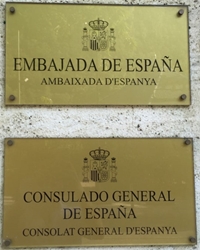 EMBAJADA DE ESPAÑA
AMBAIXADA D'ESPANYA
CONSULADO GENERAL
DE ESPAÑA
CONSOLAT GENERAL D'ESPANYA